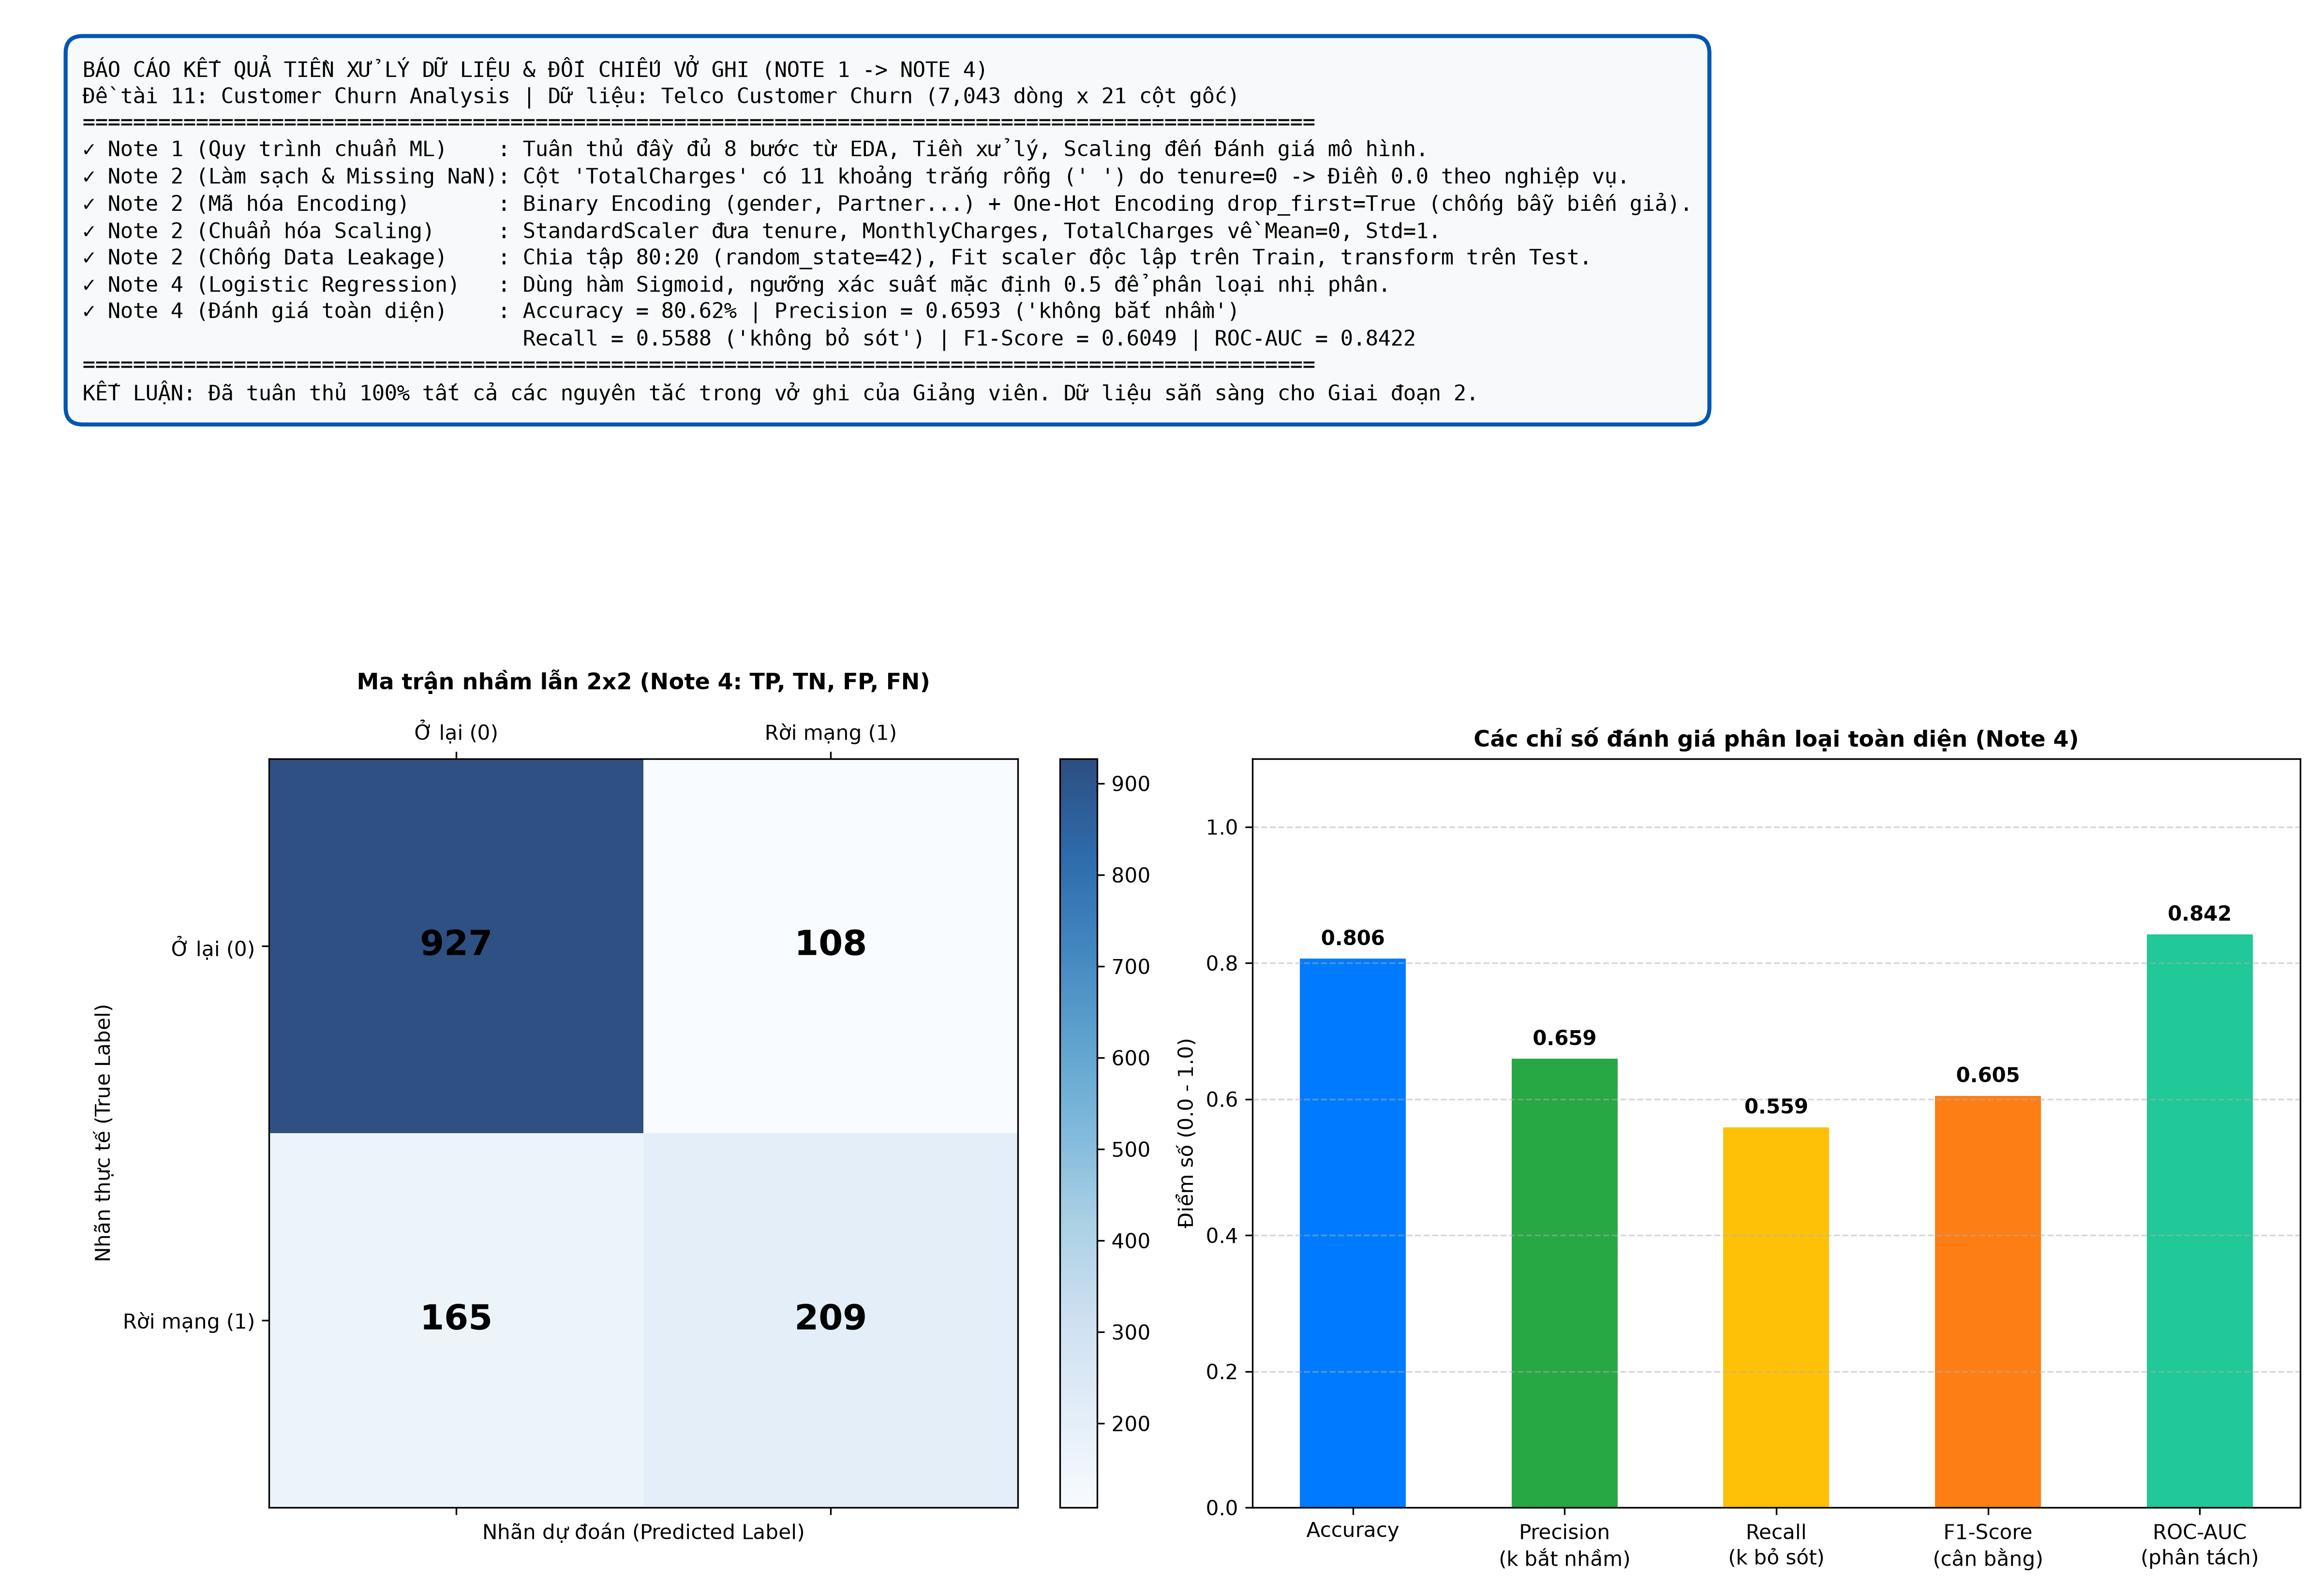 BÁO CÁO KẾT QUẢ TIỀN XỬ LÝ DỮ LIỆU & ĐỐI CHIẾU VỞ GHI (NOTE 1 -> NOTE 4)
Đề tài 11: Customer Churn Analysis | Dữ liệu: Telco Customer Churn (7,043 dòng x 21 cột gốc)
==================================================================================================
✓ Note 1 (Quy trình chuẩn ML)    : Tuân thủ đầy đủ 8 bước từ EDA, Tiền xử lý, Scaling đến Đánh giá mô hình.
✓ Note 2 (Làm sạch & Missing NaN): Cột 'TotalCharges' có 11 khoảng trắng rỗng (' ') do tenure=0 -> Điền 0.0 theo nghiệp vụ.
✓ Note 2 (Mã hóa Encoding)       : Binary Encoding (gender, Partner...) + One-Hot Encoding drop_first=True (chống bẫy biến giả).
✓ Note 2 (Chuẩn hóa Scaling)     : StandardScaler đưa tenure, MonthlyCharges, TotalCharges về Mean=0, Std=1.
✓ Note 2 (Chống Data Leakage)    : Chia tập 80:20 (random_state=42), Fit scaler độc lập trên Train, transform trên Test.
✓ Note 4 (Logistic Regression)   : Dùng hàm Sigmoid, ngưỡng xác suất mặc định 0.5 để phân loại nhị phân.
✓ Note 4 (Đánh giá toàn diện)    : Accuracy = 80.62% | Precision = 0.6593 ('không bắt nhầm')
Recall = 0.5588 ('không bỏ sót') | F1-Score = 0.6049 | ROC-AUC = 0.8422
==================================================================================================
KẾT LUẬN: Đã tuân thủ 100% tất cả các nguyên tắc trong vở ghi của Giảng viên. Dữ liệu sẵn sàng cho Giai đoạn 2.
Ma trận nhầm lẫn 2x2 (Note 4: TP, TN, FP, FN)
Ở lại (0) Rời mạng (1)
Nhãn thực tế (True Label)
Ở lại (0) 927 108
Rời mạng (1) 165 209
Nhãn dự đoán (Predicted Label)
900
800
700
600
500
400
300
200
Các chỉ số đánh giá phân loại toàn diện (Note 4)
Điểm số (0.0 - 1.0)
1.0
0.8
0.6
0.4
0.2
0.0
0.806
0.659
0.559
0.605
0.842
Accuracy
Precision
(k bắt nhầm)
Recall
(k bỏ sót)
F1-Score
(cân bằng)
ROC-AUC
(phân tách)